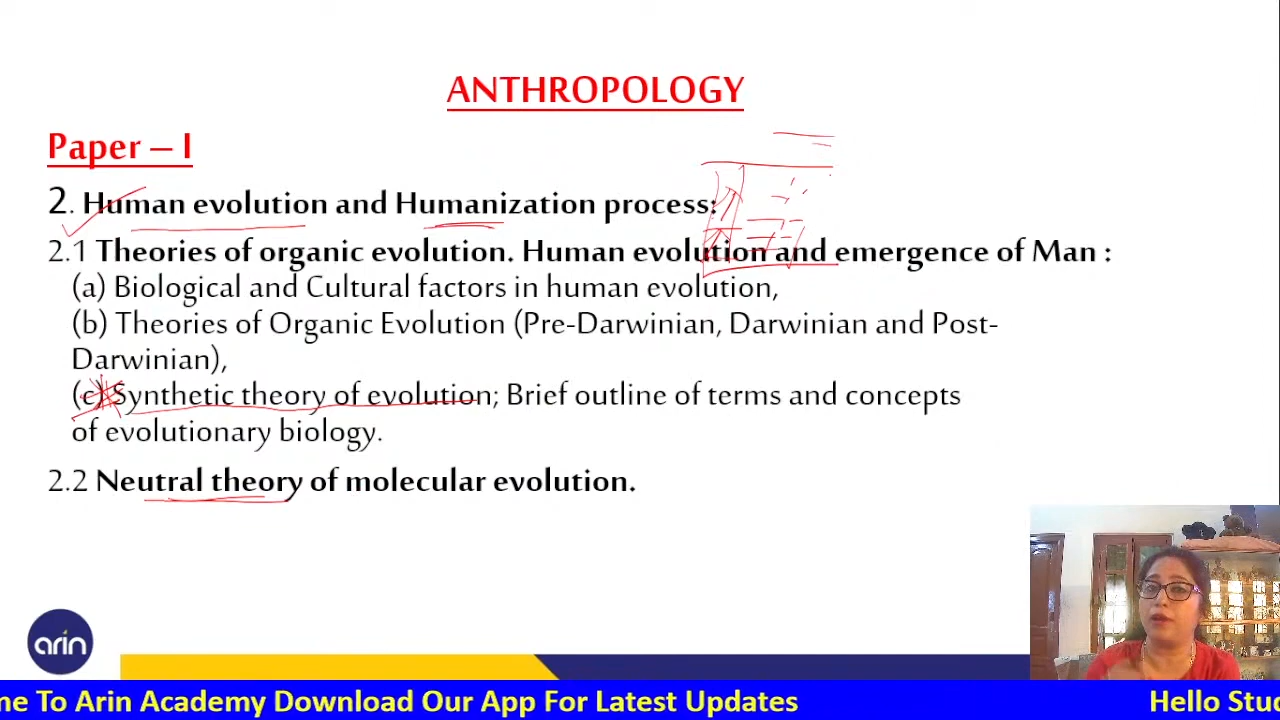 ANTHROPOLOGY
Paper – I
2. Human evolution and Humanization process:
2.1 Theories of organic evolution. Human evolution and emergence of Man :
(a) Biological and Cultural factors in human evolution,
(b) Theories of Organic Evolution (Pre-Darwinian, Darwinian and Post-
Darwinian),
(c) Synthetic theory of evolution; Brief outline of terms and concepts
of evolutionary biology.
2.2 Neutral theory of molecular evolution.
arin
me To Arin Academy Download Our App For Latest Updates Hello Stu